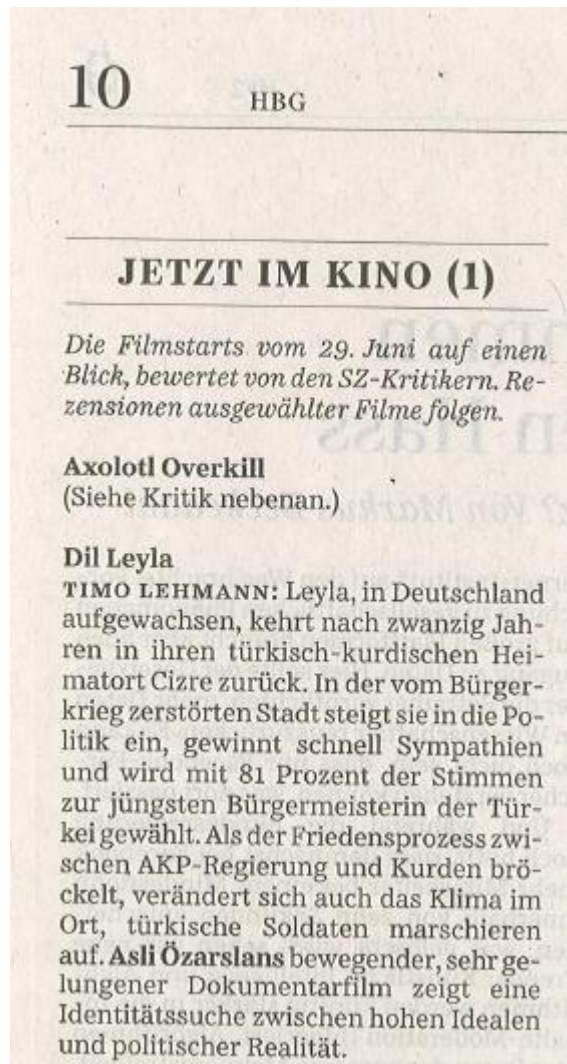 10 HBG
JETZT IM KINO (1)
Die Filmstarts vom 29. Juni auf einen
Blick, bewertet von den SZ-Kritikern. Re-
zensionen ausgewählter Filme folgen.
Axolotl Overkill
(Siehe Kritik nebenan.)
Dil Leyla
TIMO LEHMANN: Leyla, in Deutschland
aufgewachsen, kehrt nach zwanzig Jah-
ren in ihren türkisch-kurdischen Hei-
matort Cizre zurück. In der vom Bürger-
krieg zerstörten Stadt steigt sie in die Po-
litik ein, gewinnt schnell Sympathien
und wird mit 81 Prozent der Stimmen
zur jüngsten Bürgermeisterin der Tür-
kei gewählt. Als der Friedensprozess zwi-
schen AKP-Regierung und Kurden brö-
ckelt, verändert sich auch das Klima im
Ort, türkische Soldaten marschieren
auf. Asli Özarslans bewegender, sehr ge-
lungener Dokumentarfilm zeigt eine
Identitätssuche zwischen hohen Idealen
und politischer Realität.